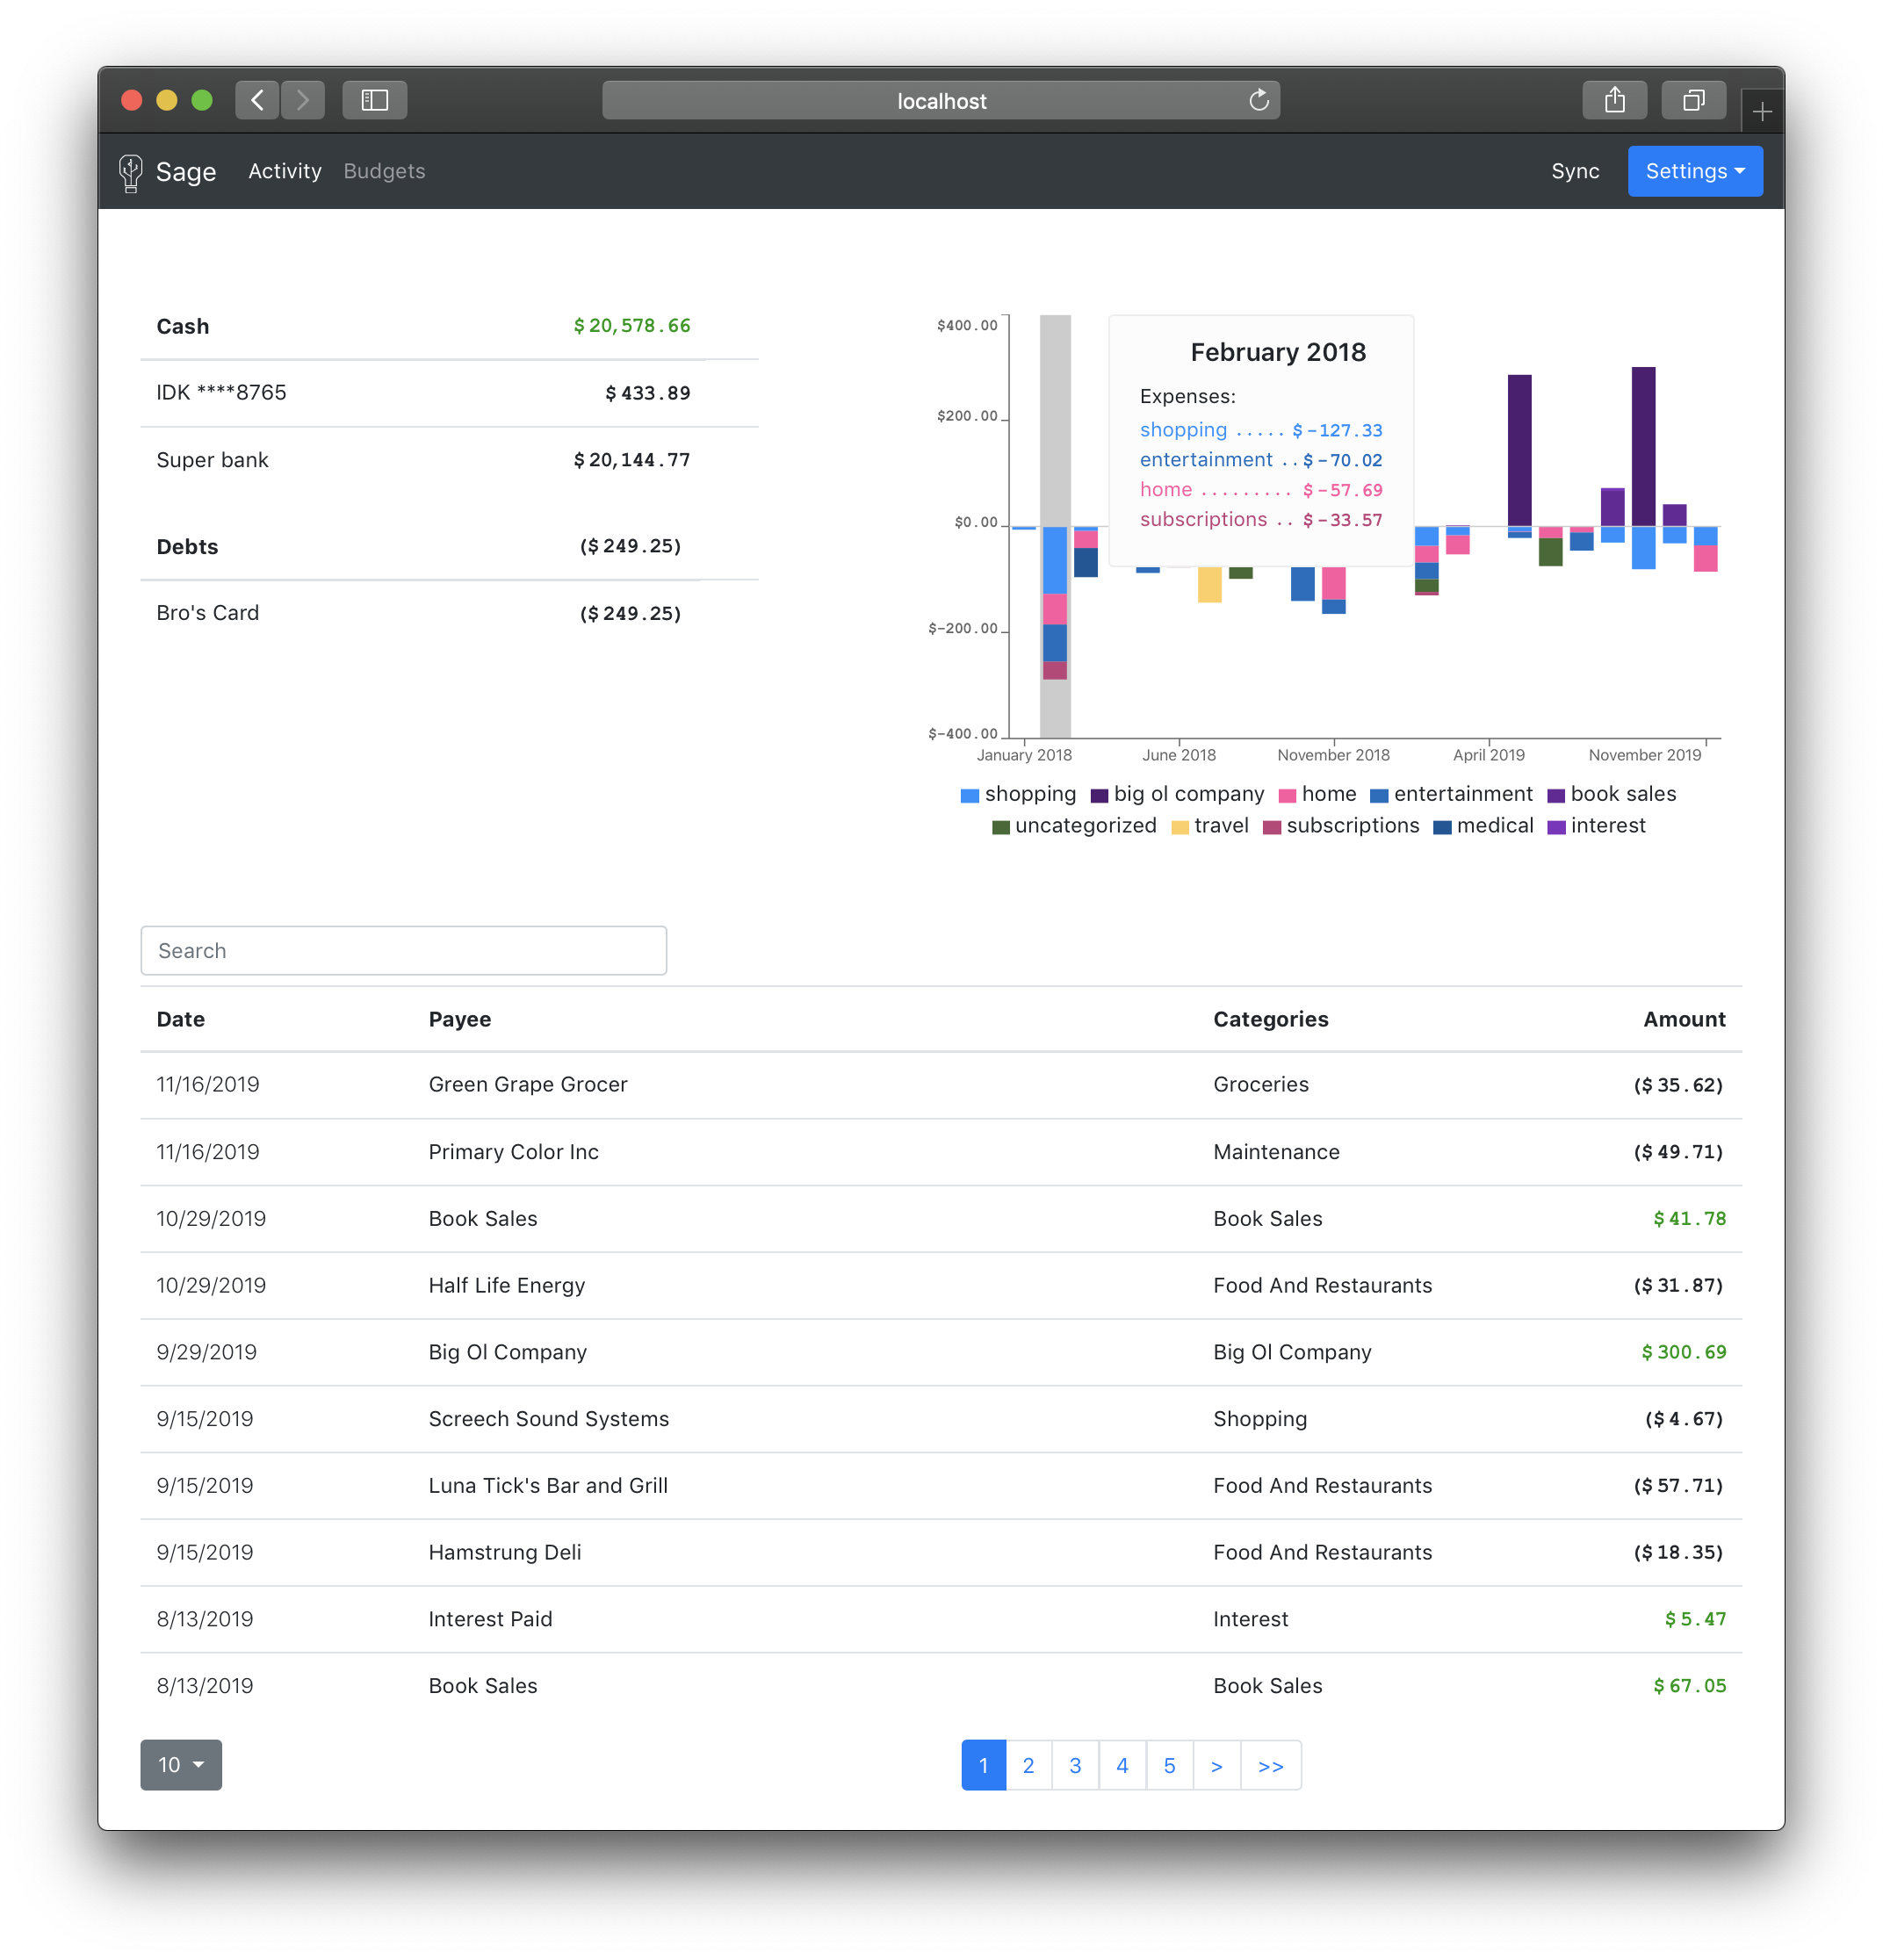 localhost
Sage Activity Budgets Sync Settings
Cash $20,578.66
IDK ****8765 $433.89
Super bank $20,144.77
Debts ($249.25)
Bro's Card ($249.25)
$400.00
$200.00
$0.00
$-200.00
$-400.00
February 2018
Expenses:
shopping ..... $-127.33
entertainment .. $-70.02
home ......... $-57.69
subscriptions .. $-33.57
January 2018 June 2018 November 2018 April 2019 November 2019
shopping big ol company home entertainment book sales
uncategorized travel subscriptions medical interest
Search
Date Payee Categories Amount
11/16/2019 Green Grape Grocer Groceries ($35.62)
11/16/2019 Primary Color Inc Maintenance ($49.71)
10/29/2019 Book Sales Book Sales $41.78
10/29/2019 Half Life Energy Food And Restaurants ($31.87)
9/29/2019 Big Ol Company Big Ol Company $300.69
9/15/2019 Screech Sound Systems Shopping ($4.67)
9/15/2019 Luna Tick's Bar and Grill Food And Restaurants ($57.71)
9/15/2019 Hamstrung Deli Food And Restaurants ($18.35)
8/13/2019 Interest Paid Interest $5.47
8/13/2019 Book Sales Book Sales $67.05
10 1 2 3 4 5 > >>